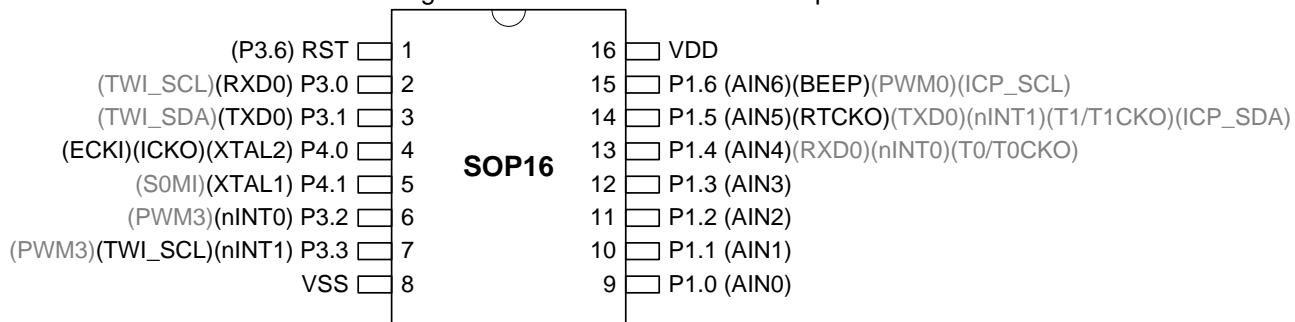 (P3.6) RST 1 16 VDD
(TWI_SCL)(RXD0) P3.0 2 15 P1.6 (AIN6)(BEEP)(PWM0)(ICP_SCL)
(TWI_SDA)(TXD0) P3.1 3 14 P1.5 (AIN5)(RTCKO)(TXD0)(nINT1)(T1/T1CKO)(ICP_SDA)
(ECKI)(ICKO)(XTAL2) P4.0 4 13 P1.4 (AIN4)(RXD0)(nINT0)(T0/T0CKO)
SOP16
(S0MI)(XTAL1) P4.1 5 12 P1.3 (AIN3)
(PWM3)(nINT0) P3.2 6 11 P1.2 (AIN2)
(PWM3)(TWI_SCL)(nINT1) P3.3 7 10 P1.1 (AIN1)
VSS 8 9 P1.0 (AIN0)